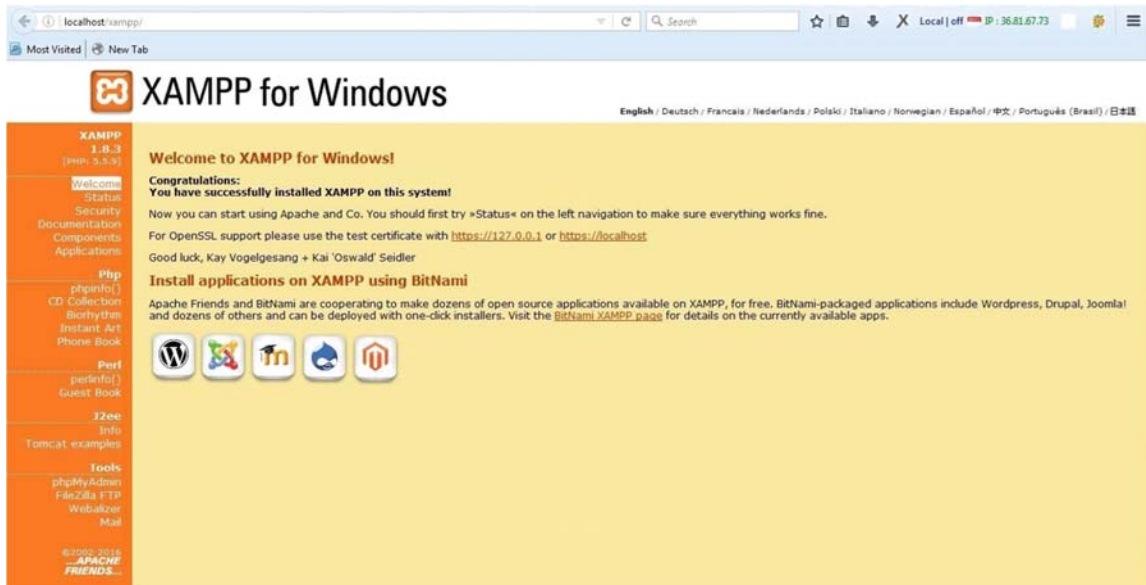 localhost/xampp/
Search
Local | off IP : 36.81.67.73
Most Visited New Tab
XAMPP for Windows
English / Deutsch / Francais / Nederlands / Polski / Italiano / Norwegian / Español / 中文 / Português (Brasil) / 日本語
XAMPP
1.8.3
[PHP: 5.5.9]
Welcome
Status
Security
Documentation
Components
Applications
Php
phpinfo()
CD Collection
Biorhythm
Instant Art
Phone Book
Perl
perlinfo()
Guest Book
J2ee
Info
Tomcat examples
Tools
phpMyAdmin
FileZilla FTP
Webalizer
Mail
©2002-2016
...APACHE
FRIENDS...
Welcome to XAMPP for Windows!
Congratulations:
You have successfully installed XAMPP on this system!
Now you can start using Apache and Co. You should first try »Status« on the left navigation to make sure everything works fine.
For OpenSSL support please use the test certificate with https://127.0.0.1 or https://localhost
Good luck, Kay Vogelgesang + Kai 'Oswald' Seidler
Install applications on XAMPP using BitNami
Apache Friends and BitNami are cooperating to make dozens of open source applications available on XAMPP, for free. BitNami-packaged applications include Wordpress, Drupal, Joomla!
and dozens of others and can be deployed with one-click installers. Visit the BitNami XAMPP page for details on the currently available apps.